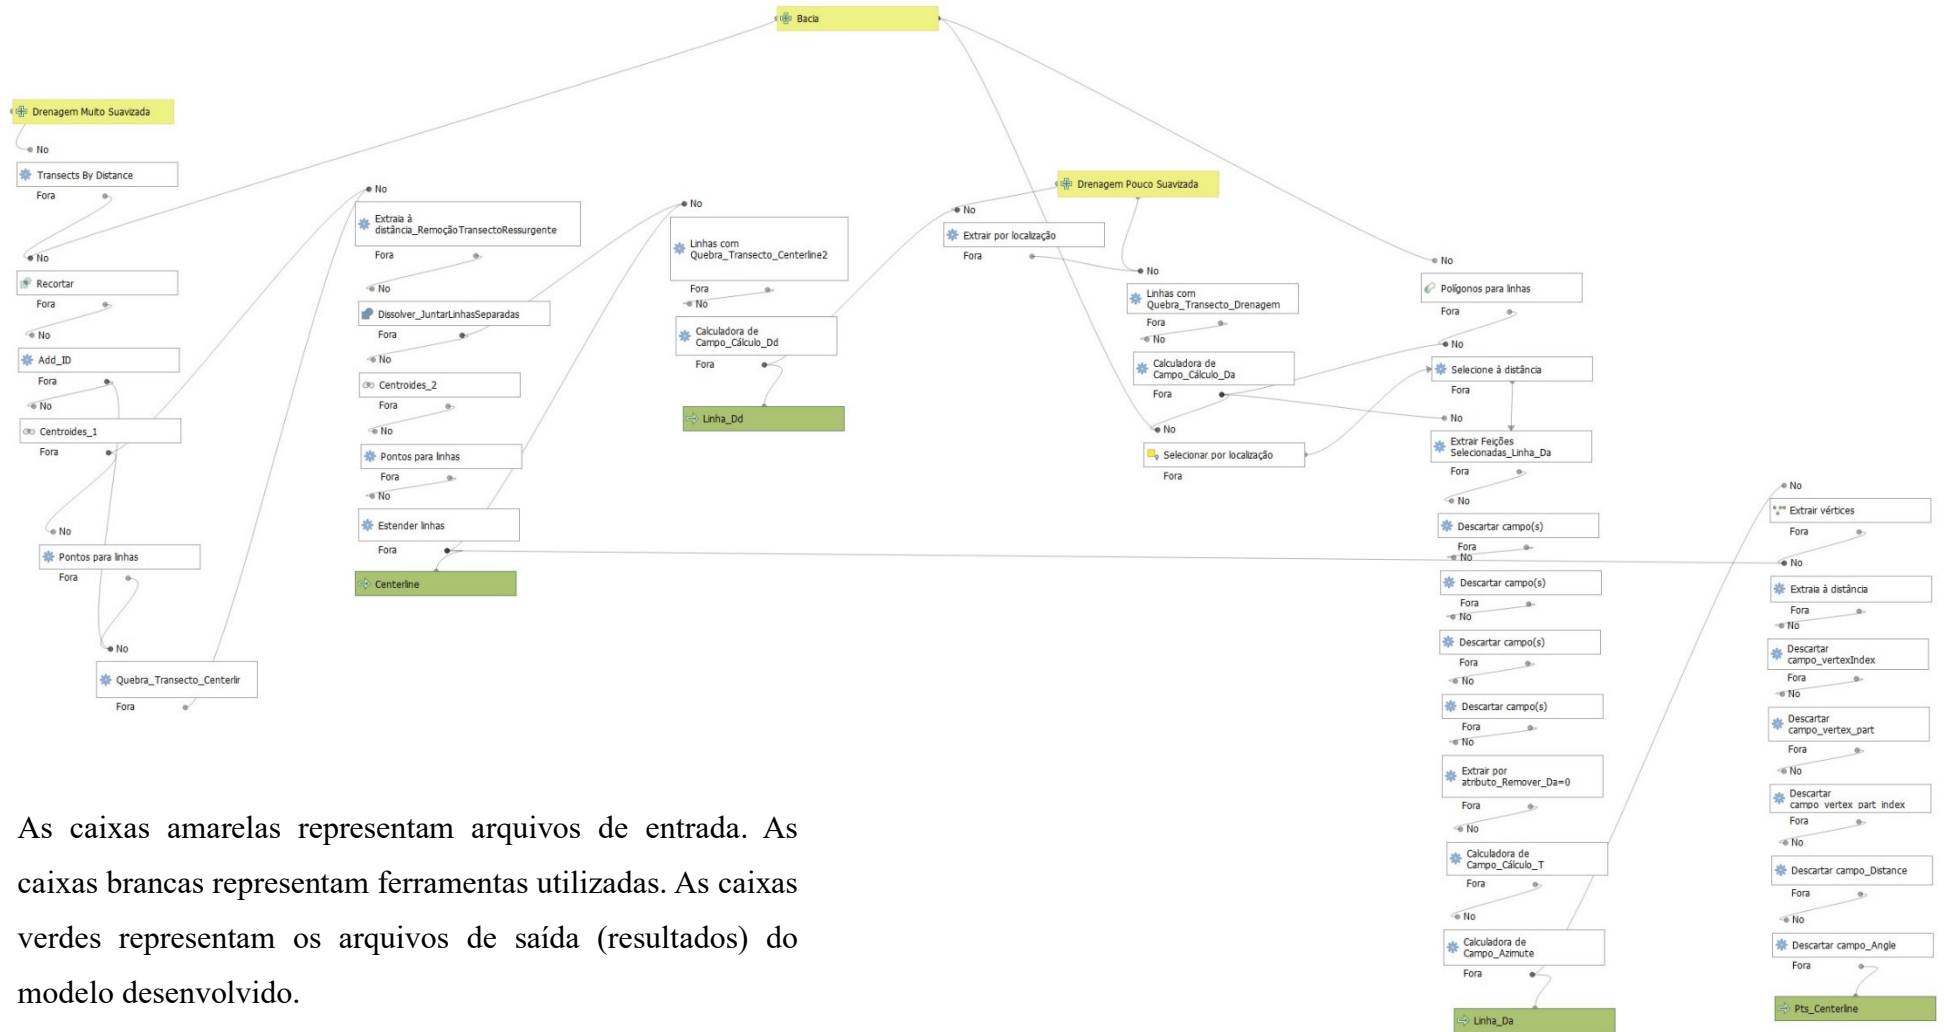 Bacia
Drenagem Muito Suavizada
No
Transects By Distance
Fora
No
Recortar
Fora
No
Add_ID
Fora
No
Centroides_1
Fora
No
Pontos para linhas
Fora
No
Quebra_Transecto_Centerlir
Fora
No
Extraia à
distância_RemoçãoTransectoRessurgente
Fora
No
Dissolver_JuntarLinhasSeparadas
Fora
No
Centroides_2
Fora
No
Pontos para linhas
Fora
No
Estender linhas
Fora
Centerline
No
Linhas com
Quebra_Transecto_Centerline2
Fora
No
Calculadora de
Campo_Cálculo_Dd
Fora
Linha_Dd
Drenagem Pouco Suavizada
No
Extrair por localização
Fora
No
Linhas com
Quebra_Transecto_Drenagem
Fora
No
Calculadora de
Campo_Cálculo_Da
Fora
No
Selecionar por localização
Fora
No
Polígonos para linhas
Fora
No
Selecione à distância
Fora
No
Extrair Feições
Selecionadas_Linha_Da
Fora
No
Descartar campo(s)
Fora
No
Descartar campo(s)
Fora
No
Descartar campo(s)
Fora
No
Descartar campo(s)
Fora
No
Extrair por
atributo_Remover_Da=0
Fora
No
Calculadora de
Campo_Cálculo_T
Fora
No
Calculadora de
Campo_Azimute
Fora
Linha_Da
No
Extrair vértices
Fora
No
Extraia à distância
Fora
No
Descartar
campo_vertexIndex
Fora
No
Descartar
campo_vertex_part
Fora
No
Descartar
campo_vertex_part_index
Fora
No
Descartar campo_Distance
Fora
No
Descartar campo_Angle
Fora
Pts_Centerline
As caixas amarelas representam arquivos de entrada. As
caixas brancas representam ferramentas utilizadas. As caixas
verdes representam os arquivos de saída (resultados) do
modelo desenvolvido.